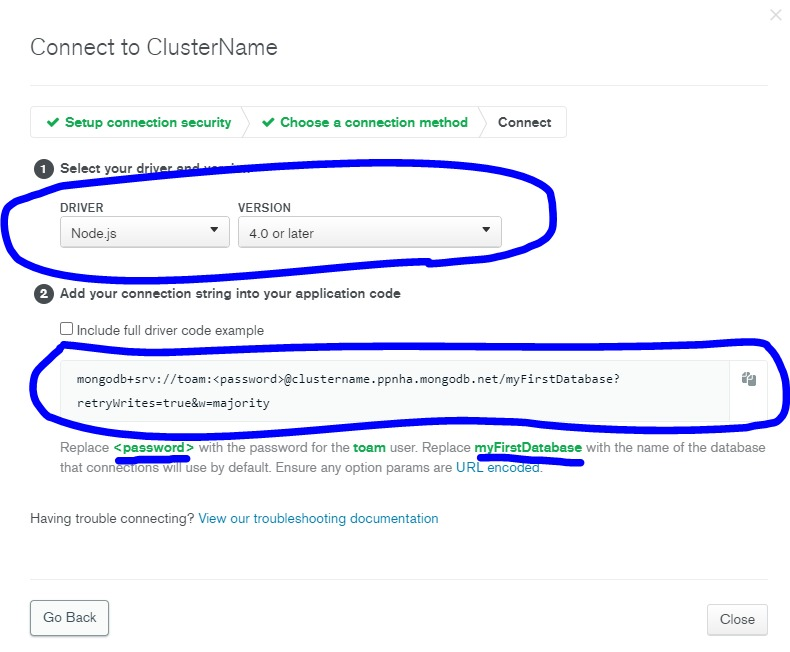 Connect to ClusterName
Setup connection security
Choose a connection method
Connect
1 Select your driver and version
DRIVER
VERSION
Node.js
4.0 or later
2 Add your connection string into your application code
Include full driver code example
mongodb+srv://toam:<password>@clustername.ppnha.mongodb.net/myFirstDatabase?
retryWrites=true&w=majority
Replace <password> with the password for the toam user. Replace myFirstDatabase with the name of the database
that connections will use by default. Ensure any option params are URL encoded.
Having trouble connecting? View our troubleshooting documentation
Go Back
Close